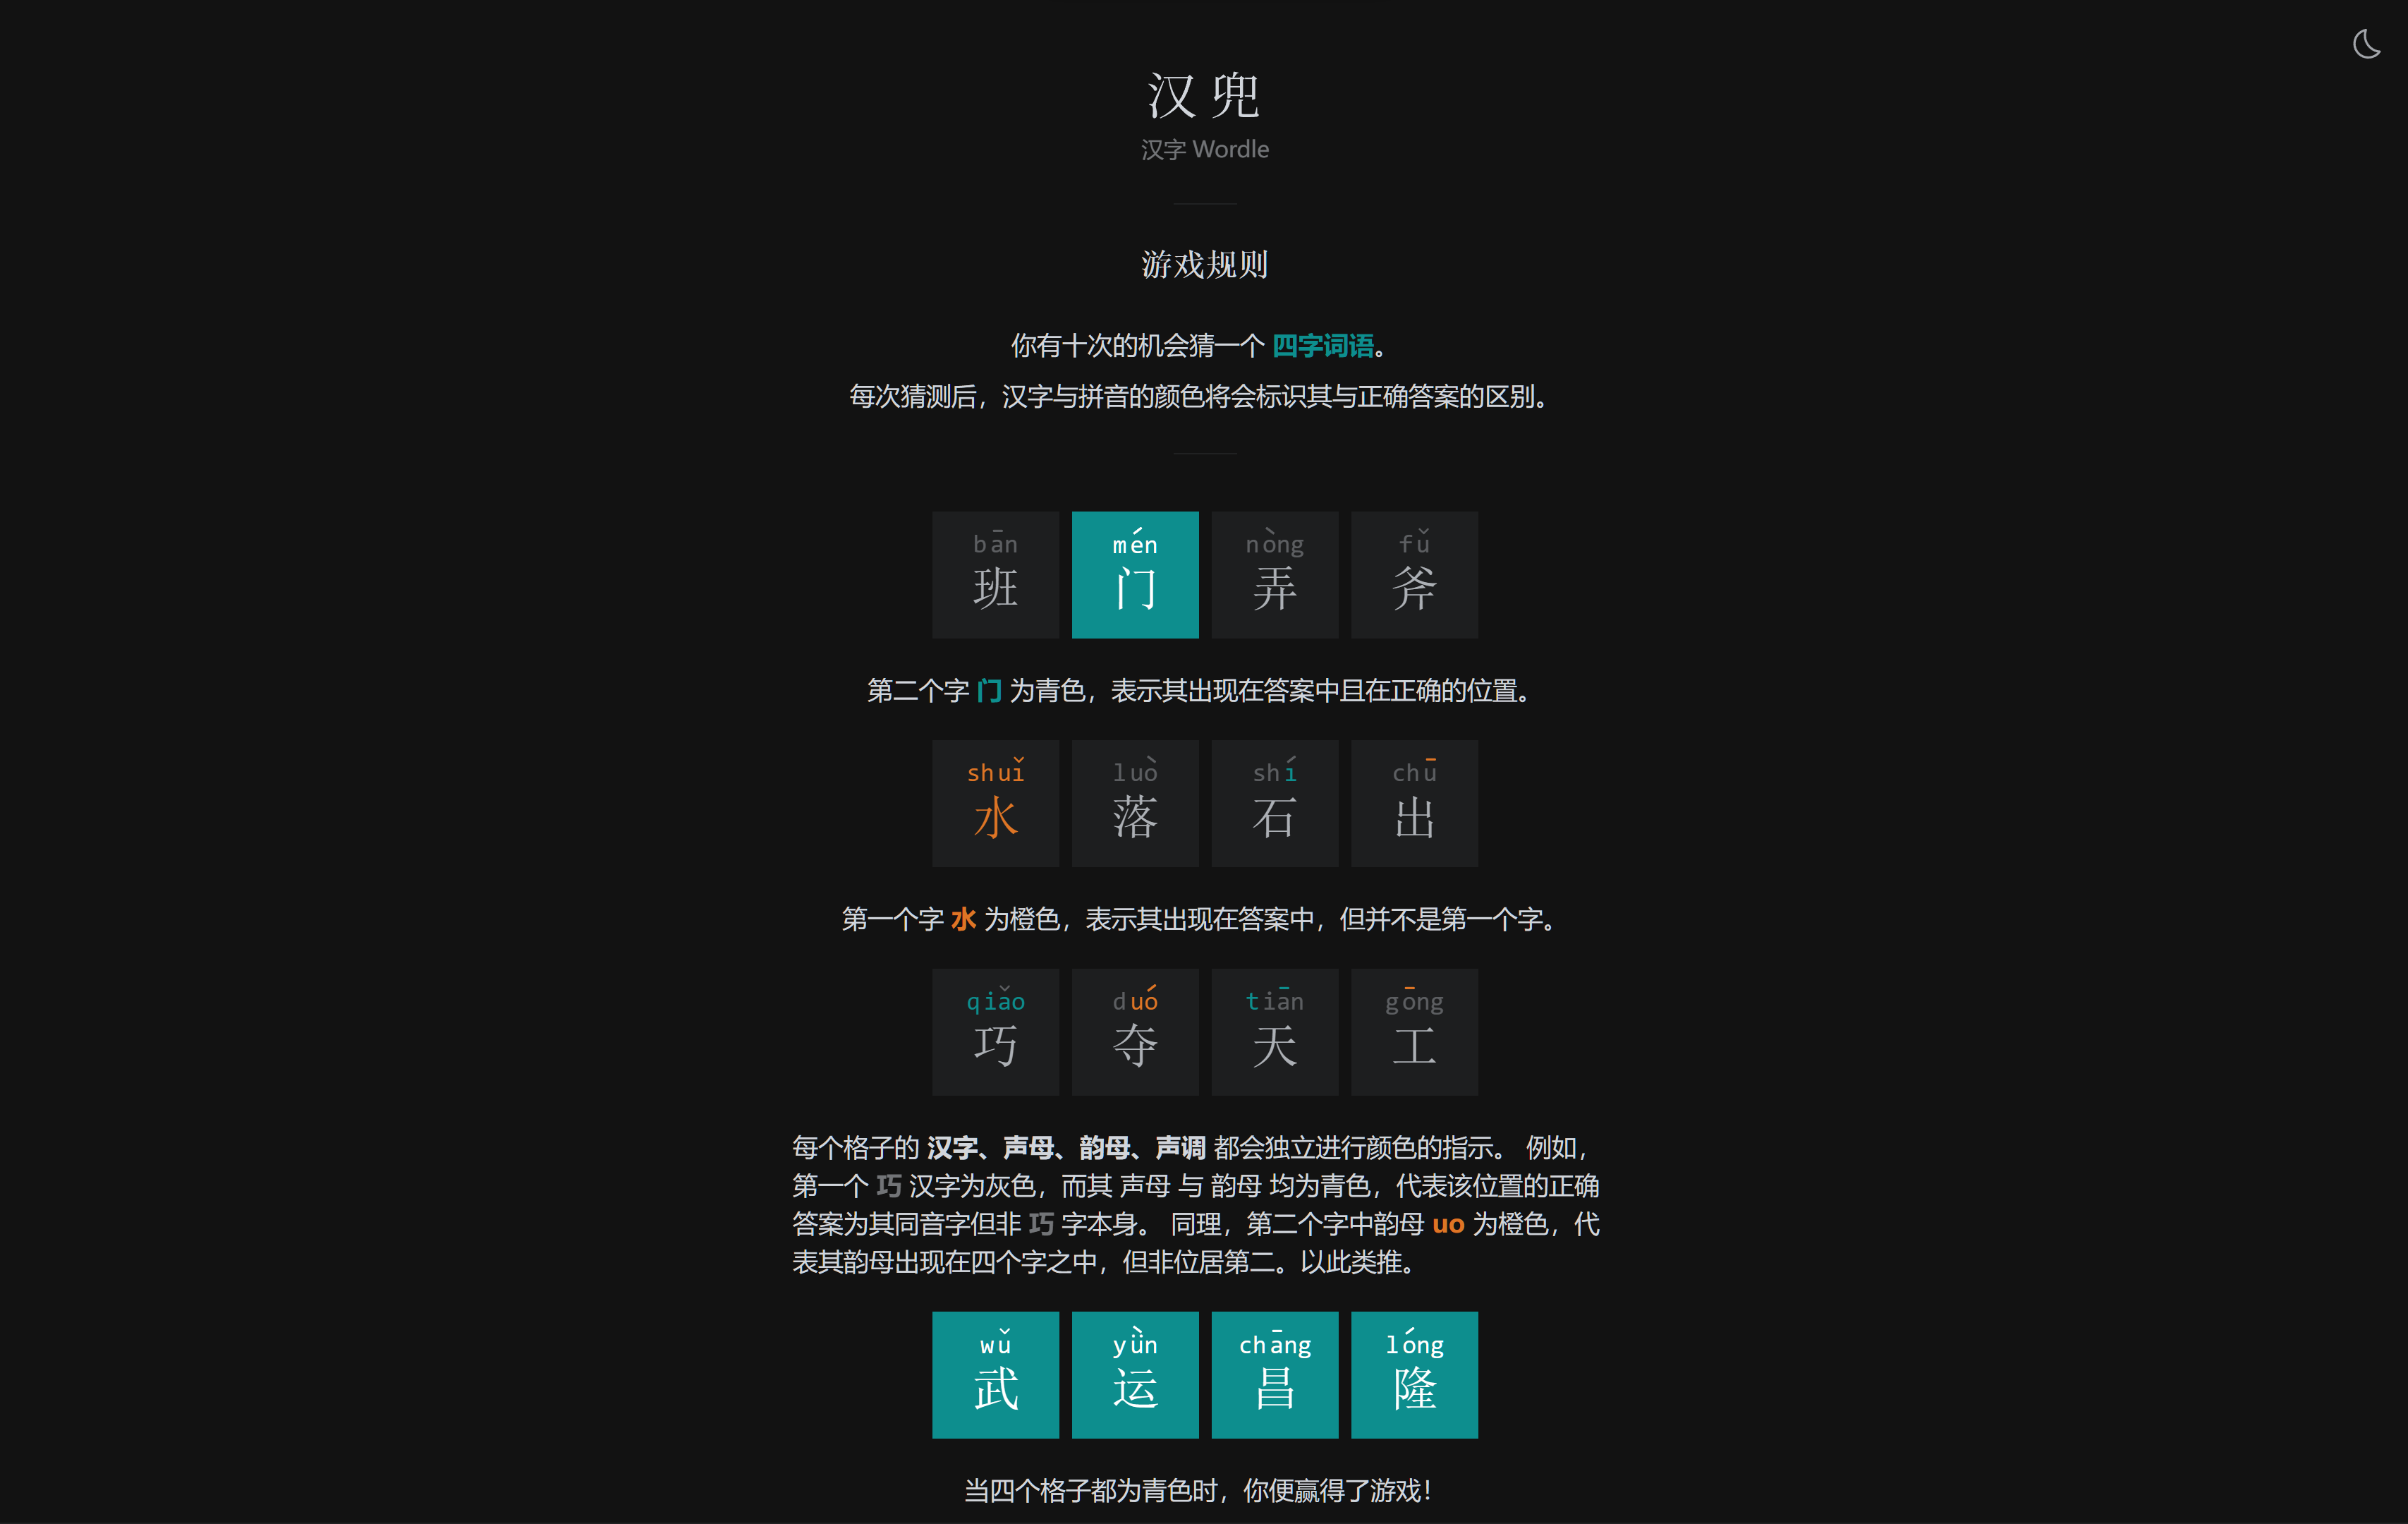 汉兜
汉字 Wordle
游戏规则
你有十次的机会猜一个 四字词语。
每次猜测后，汉字与拼音的颜色将会标识其与正确答案的区别。
bān mén nòng fǔ
班 门 弄 斧
第二个字 门 为青色，表示其出现在答案中且在正确的位置。
shuǐ luò shí chū
水 落 石 出
第一个字 水 为橙色，表示其出现在答案中，但并不是第一个字。
qiǎo duó tiān gōng
巧 夺 天 工
每个格子的 汉字、声母、韵母、声调 都会独立进行颜色的指示。 例如，
第一个 巧 汉字为灰色，而其 声母 与 韵母 均为青色，代表该位置的正确
答案为其同音字但非 巧 字本身。 同理，第二个字中韵母 uo 为橙色，代
表其韵母出现在四个字之中，但非位居第二。以此类推。
wǔ yǜn chāng lóng
武 运 昌 隆
当四个格子都为青色时，你便赢得了游戏！